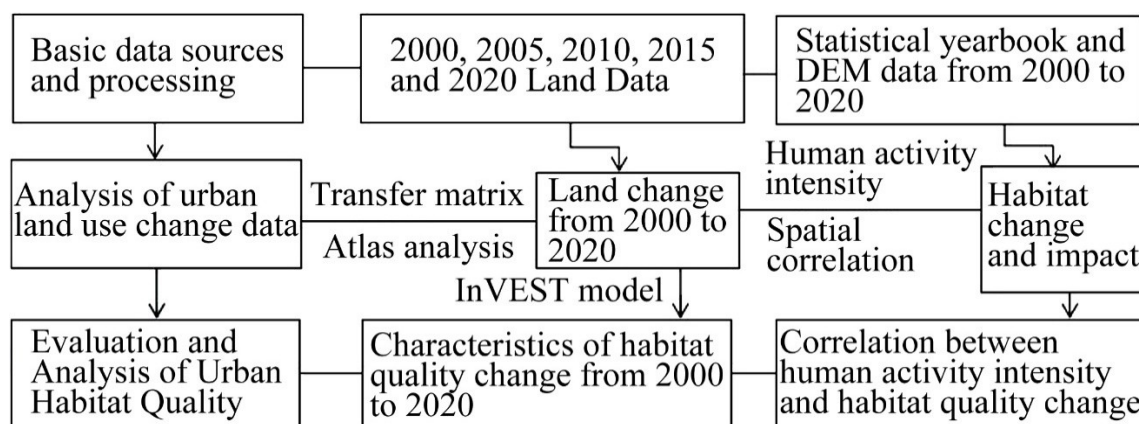 Basic data sources
and processing
2000, 2005, 2010, 2015
and 2020 Land Data
Statistical yearbook and
DEM data from 2000 to
2020
Analysis of urban
land use change data
Transfer matrix
Atlas analysis
Land change
from 2000 to
2020
Human activity
intensity
Spatial
correlation
Habitat
change
and impact
InVEST model
Evaluation and
Analysis of Urban
Habitat Quality
Characteristics of habitat
quality change from 2000
to 2020
Correlation between
human activity intensity
and habitat quality change